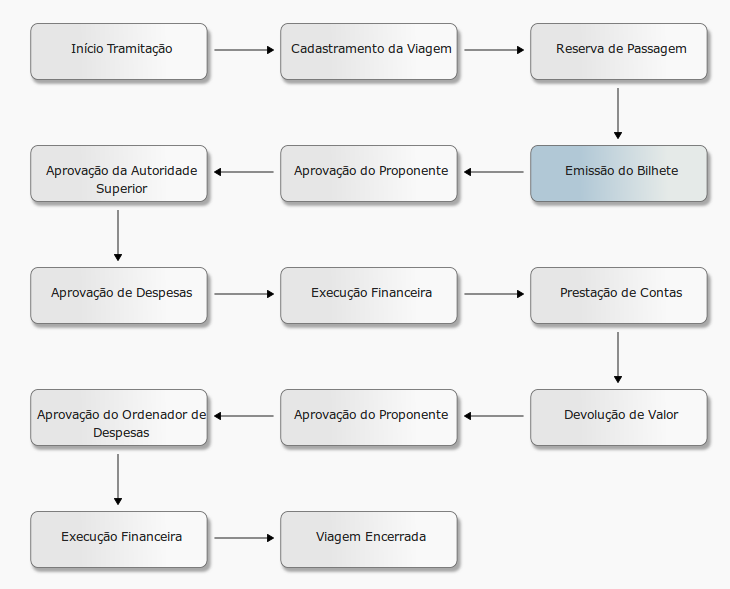 Início Tramitação
Cadastramento da Viagem
Reserva de Passagem
Emissão do Bilhete
Aprovação do Proponente
Aprovação da Autoridade
Superior
Aprovação de Despesas
Execução Financeira
Prestação de Contas
Devolução de Valor
Aprovação do Proponente
Aprovação do Ordenador de
Despesas
Execução Financeira
Viagem Encerrada